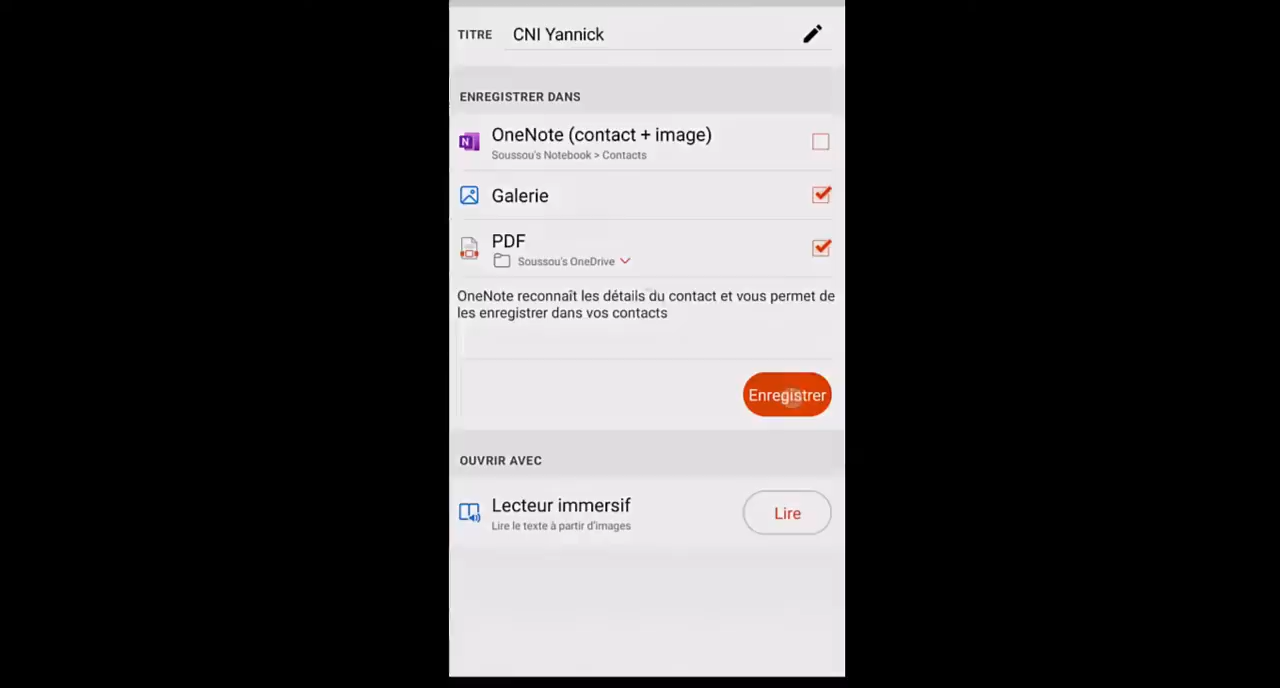 TITRE CNI Yannick
ENREGISTRER DANS
OneNote (contact + image)
Soussou's Notebook > Contacts
Galerie
PDF
Soussou's OneDrive
OneNote reconnaît les détails du contact et vous permet de
les enregistrer dans vos contacts
Enregistrer
OUVRIR AVEC
Lecteur immersif
Lire le texte à partir d'images
Lire